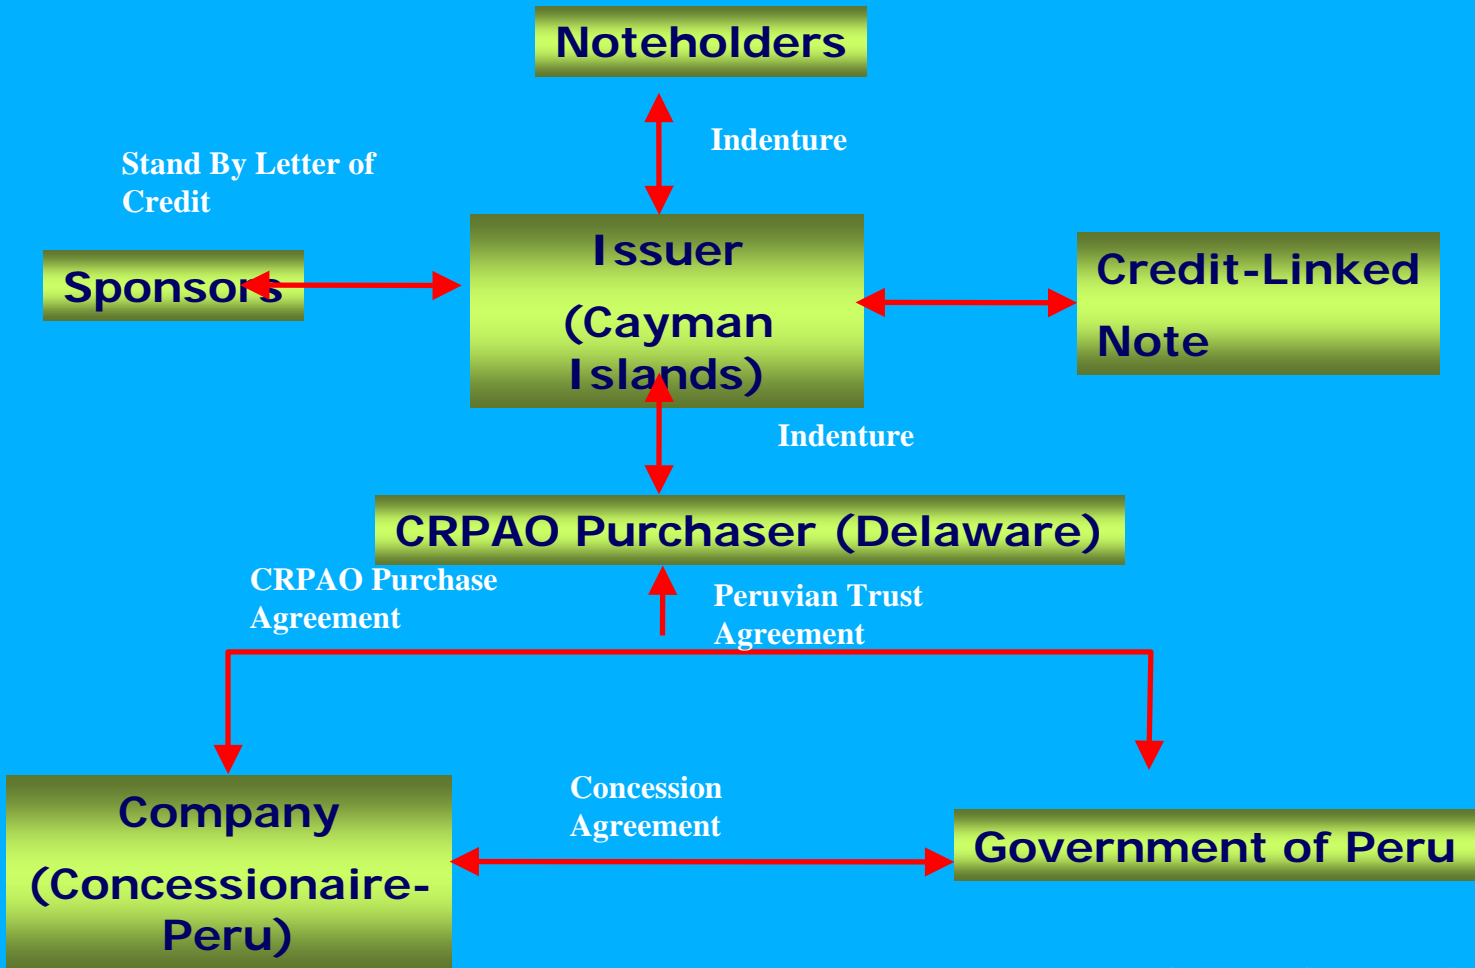 Noteholders
Indenture
Stand By Letter of
Credit
Sponsors
Issuer
(Cayman
Islands)
Credit-Linked
Note
Indenture
CRPAO Purchaser (Delaware)
CRPAO Purchase
Agreement
Peruvian Trust
Agreement
Company
(Concessionaire-
Peru)
Concession
Agreement
Government of Peru